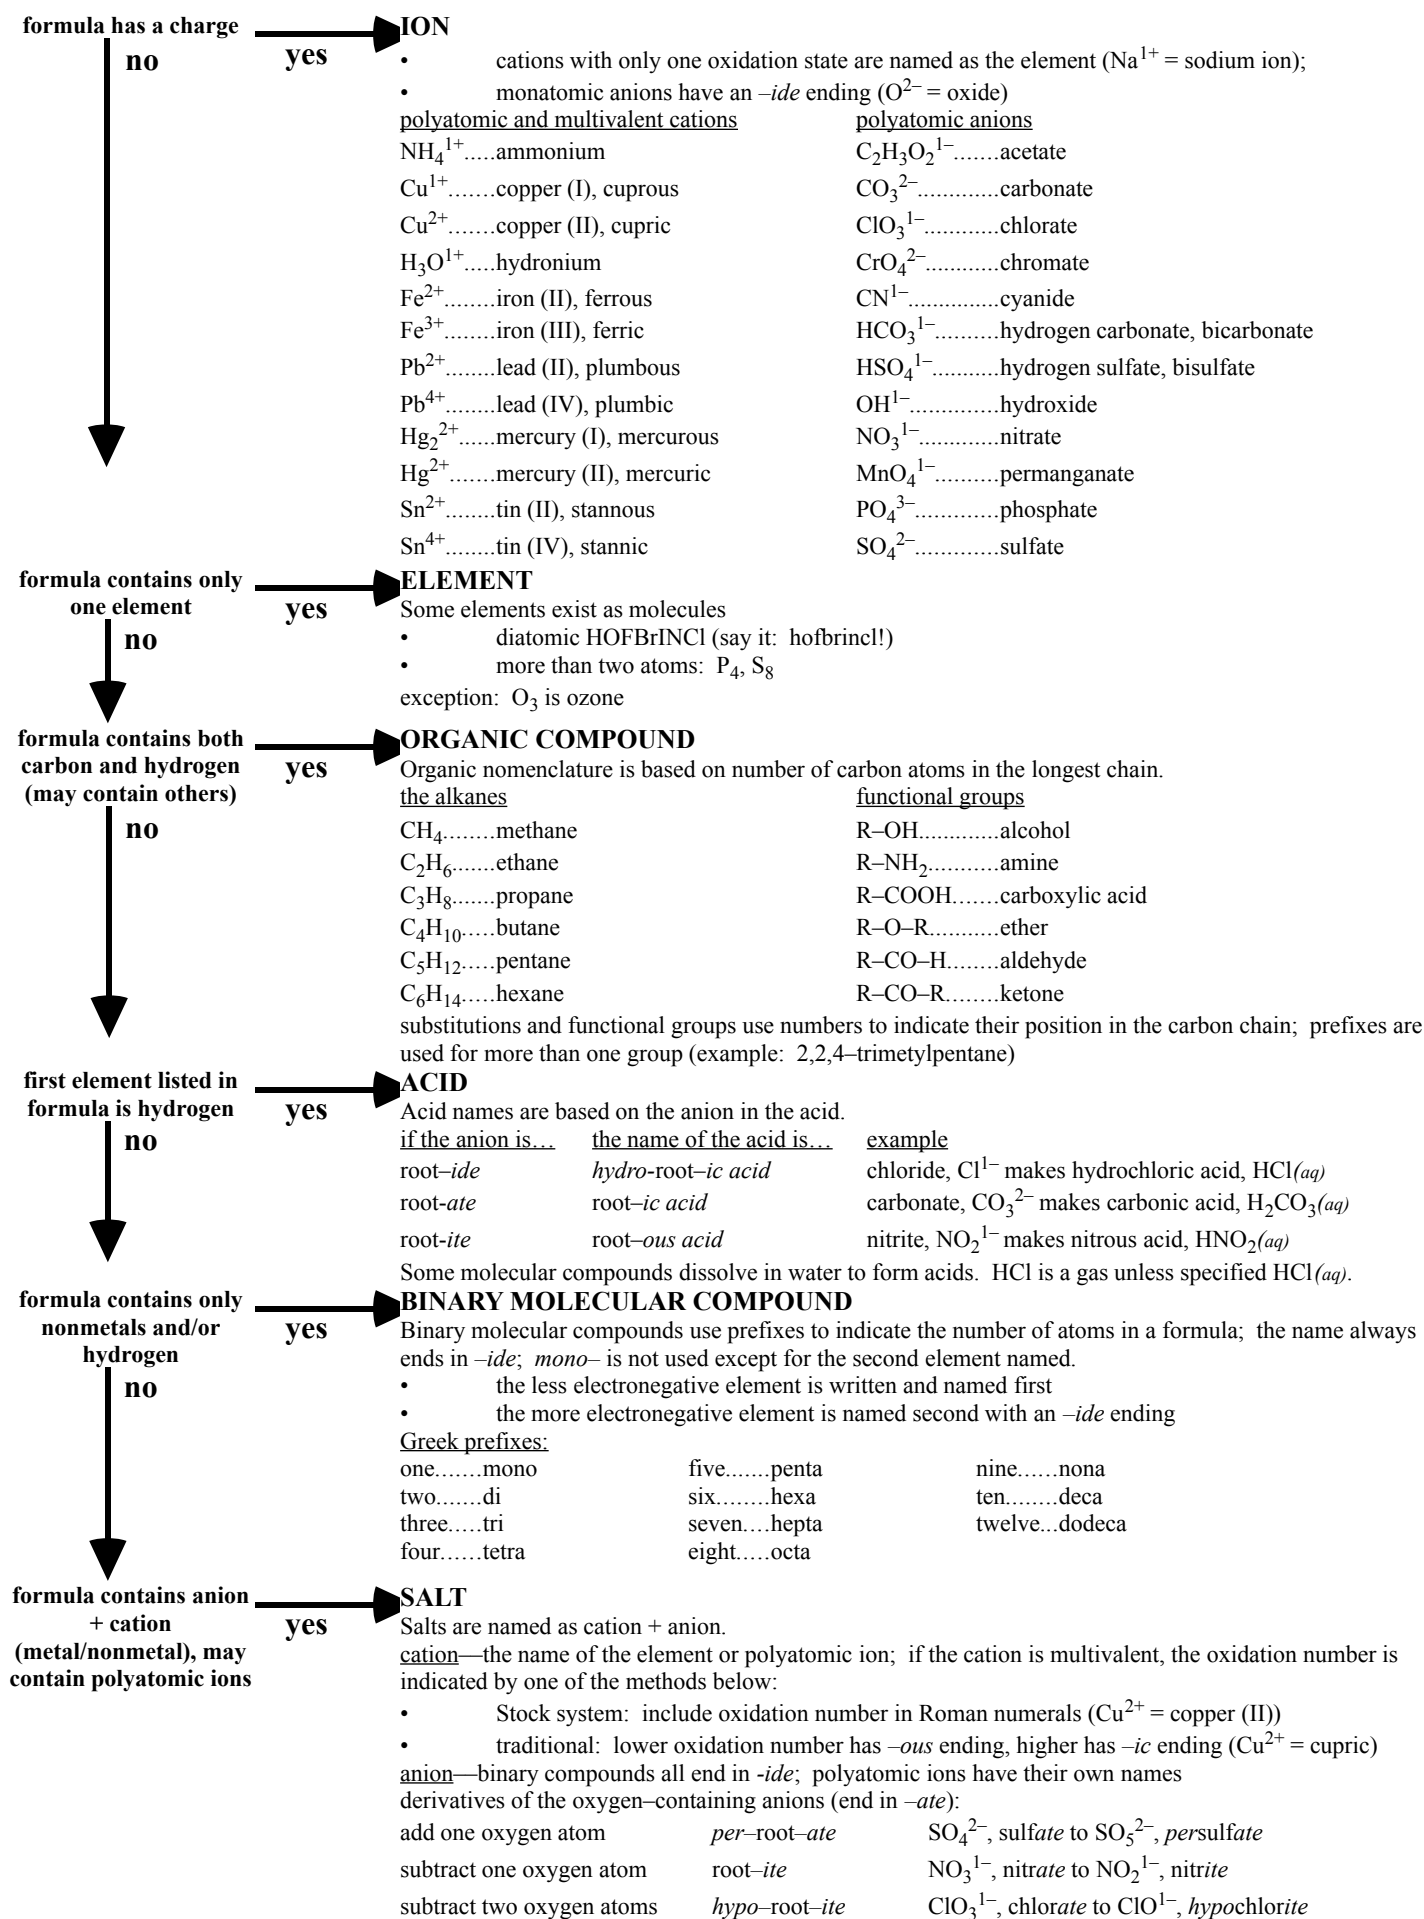 formula has a charge yes ION
no
• cations with only one oxidation state are named as the element (Na¹⁺ = sodium ion);
• monatomic anions have an –ide ending (O²⁻ = oxide)
polyatomic and multivalent cations polyatomic anions
NH₄¹⁺.....ammonium C₂H₃O₂¹⁻.......acetate
Cu¹⁺.......copper (I), cuprous CO₃²⁻.............carbonate
Cu²⁺.......copper (II), cupric ClO₃¹⁻............chlorate
H₃O¹⁺.....hydronium CrO₄²⁻............chromate
Fe²⁺........iron (II), ferrous CN¹⁻..............cyanide
Fe³⁺........iron (III), ferric HCO₃¹⁻..........hydrogen carbonate, bicarbonate
Pb²⁺........lead (II), plumbous HSO₄¹⁻...........hydrogen sulfate, bisulfate
Pb⁴⁺........lead (IV), plumbic OH¹⁻..............hydroxide
Hg₂²⁺......mercury (I), mercurous NO₃¹⁻.............nitrate
Hg²⁺.......mercury (II), mercuric MnO₄¹⁻..........permanganate
Sn²⁺........tin (II), stannous PO₄³⁻.............phosphate
Sn⁴⁺........tin (IV), stannic SO₄²⁻.............sulfate
formula contains only one element yes ELEMENT
no
Some elements exist as molecules
• diatomic HOFBrINCl (say it: hofbrincl!)
• more than two atoms: P₄, S₈
exception: O₃ is ozone
formula contains both carbon and hydrogen (may contain others) yes ORGANIC COMPOUND
no
Organic nomenclature is based on number of carbon atoms in the longest chain.
the alkanes functional groups
CH₄........methane R–OH.............alcohol
C₂H₆.......ethane R–NH₂............amine
C₃H₈.......propane R–COOH.......carboxylic acid
C₄H₁₀.....butane R–O–R...........ether
C₅H₁₂.....pentane R–CO–H........aldehyde
C₆H₁₄.....hexane R–CO–R........ketone
substitutions and functional groups use numbers to indicate their position in the carbon chain; prefixes are
used for more than one group (example: 2,2,4–trimetylpentane)
first element listed in formula is hydrogen yes ACID
no
Acid names are based on the anion in the acid.
if the anion is… the name of the acid is… example
root–ide hydro-root–ic acid chloride, Cl¹⁻ makes hydrochloric acid, HCl(aq)
root-ate root–ic acid carbonate, CO₃²⁻ makes carbonic acid, H₂CO₃(aq)
root-ite root–ous acid nitrite, NO₂¹⁻ makes nitrous acid, HNO₂(aq)
Some molecular compounds dissolve in water to form acids. HCl is a gas unless specified HCl(aq).
formula contains only nonmetals and/or hydrogen yes BINARY MOLECULAR COMPOUND
no
Binary molecular compounds use prefixes to indicate the number of atoms in a formula; the name always
ends in –ide; mono– is not used except for the second element named.
• the less electronegative element is written and named first
• the more electronegative element is named second with an –ide ending
Greek prefixes:
one.......mono five.......penta nine......nona
two.......di six........hexa ten........deca
three.....tri seven....hepta twelve...dodeca
four......tetra eight.....octa
formula contains anion + cation (metal/nonmetal), may contain polyatomic ions yes SALT
Salts are named as cation + anion.
cation—the name of the element or polyatomic ion; if the cation is multivalent, the oxidation number is
indicated by one of the methods below:
• Stock system: include oxidation number in Roman numerals (Cu²⁺ = copper (II))
• traditional: lower oxidation number has –ous ending, higher has –ic ending (Cu²⁺ = cupric)
anion—binary compounds all end in -ide; polyatomic ions have their own names
derivatives of the oxygen–containing anions (end in –ate):
add one oxygen atom per–root–ate SO₄²⁻, sulfate to SO₅²⁻, persulfate
subtract one oxygen atom root–ite NO₃¹⁻, nitrate to NO₂¹⁻, nitrite
subtract two oxygen atoms hypo–root–ite ClO₃¹⁻, chlorate to ClO¹⁻, hypochlorite